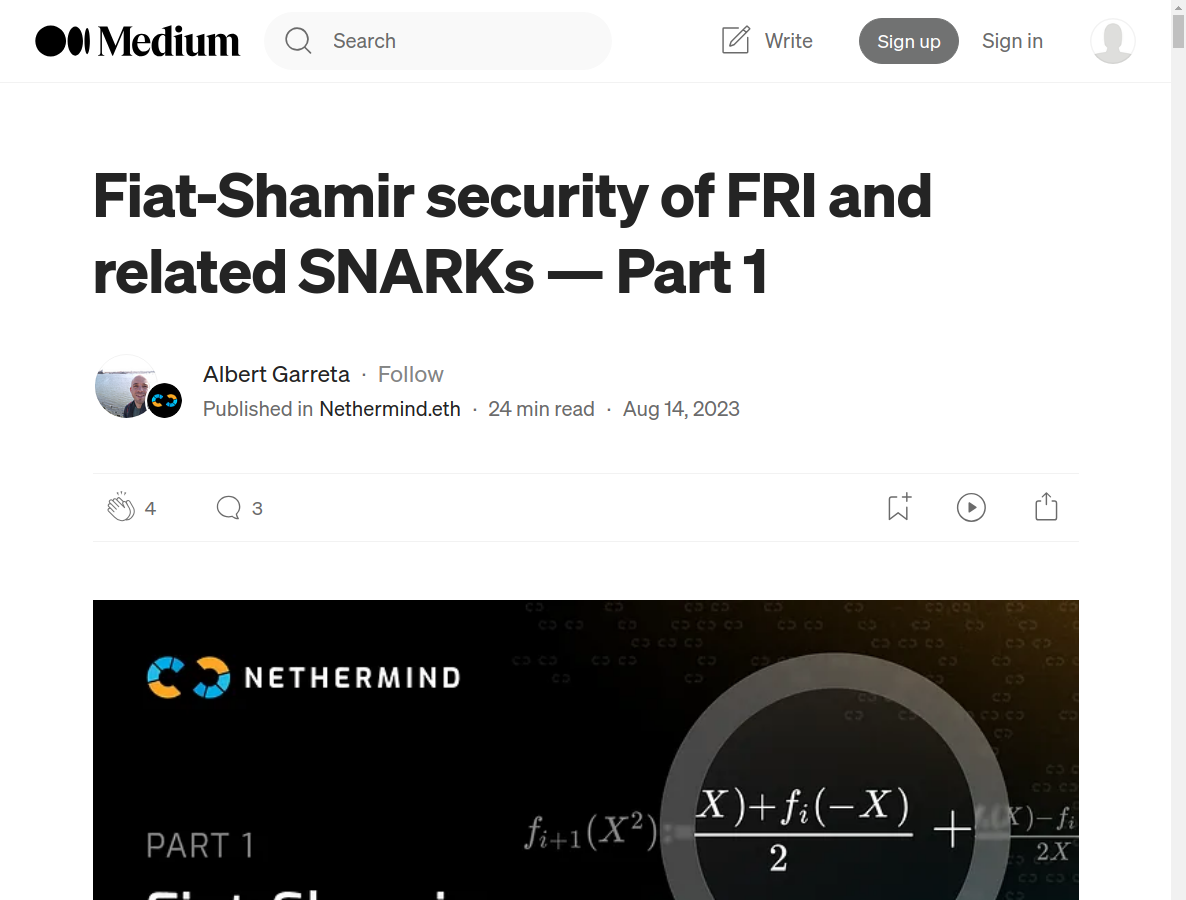 Medium
Search
Write
Sign up
Sign in
Fiat-Shamir security of FRI and
related SNARKs — Part 1
Albert Garreta · Follow
Published in Nethermind.eth · 24 min read · Aug 14, 2023
4
3
NETHERMIND
f_{i+1}(X^2):= \frac{X)+f_i(-X)}{2} + \frac{f_i(X)-f_i}{2X}
PART 1